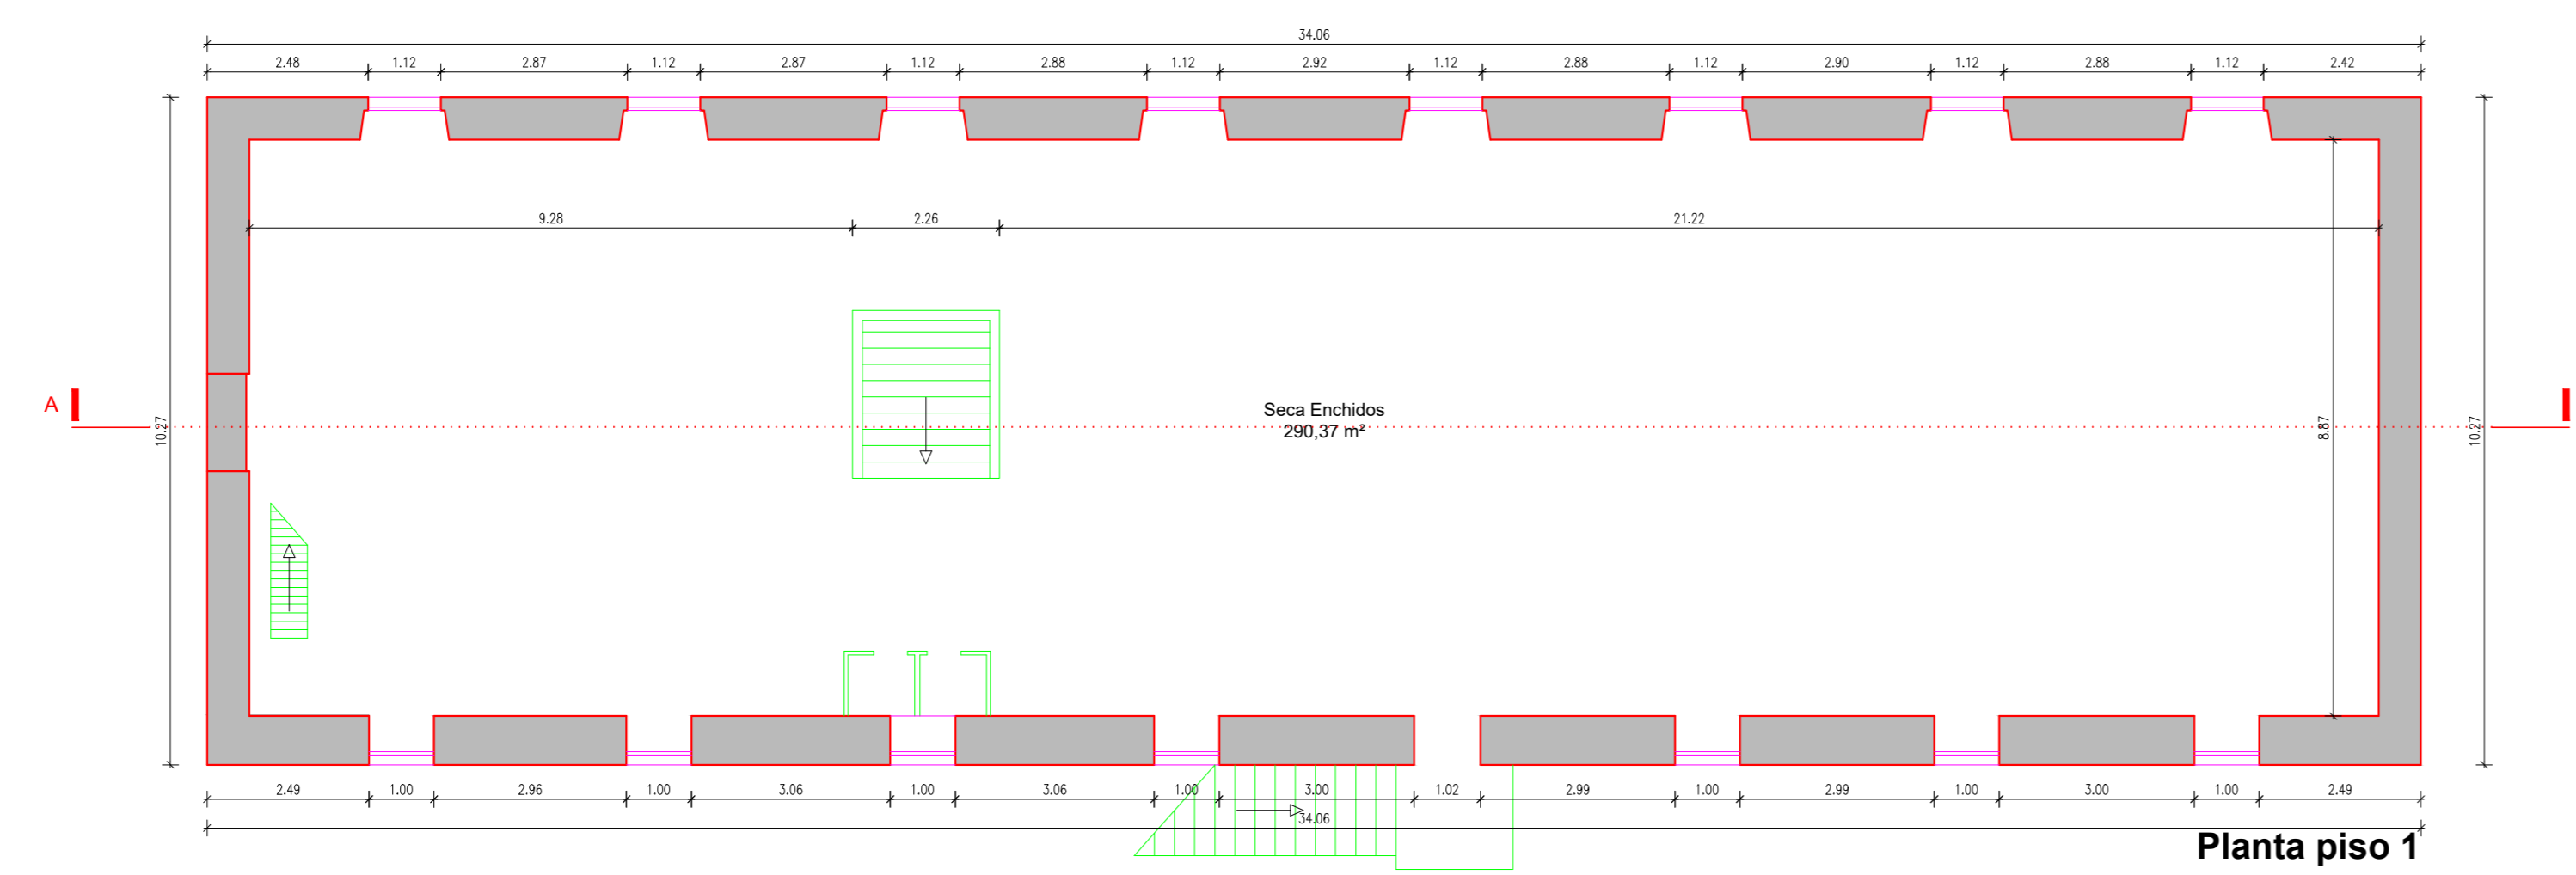 34.06
2.48 1.12 2.87 1.12 2.87 1.12 2.88 1.12 2.92 1.12 2.88 1.12 2.90 1.12 2.88 1.12 2.42
9.28 2.26 21.22
A
Seca Enchidos
290,37 m²
10.27 8.87 10.27
2.49 1.00 2.96 1.00 3.06 1.00 3.06 1.00 3.00 1.02 2.99 1.00 2.99 1.00 3.00 1.00 2.49
34.06
Planta piso 1